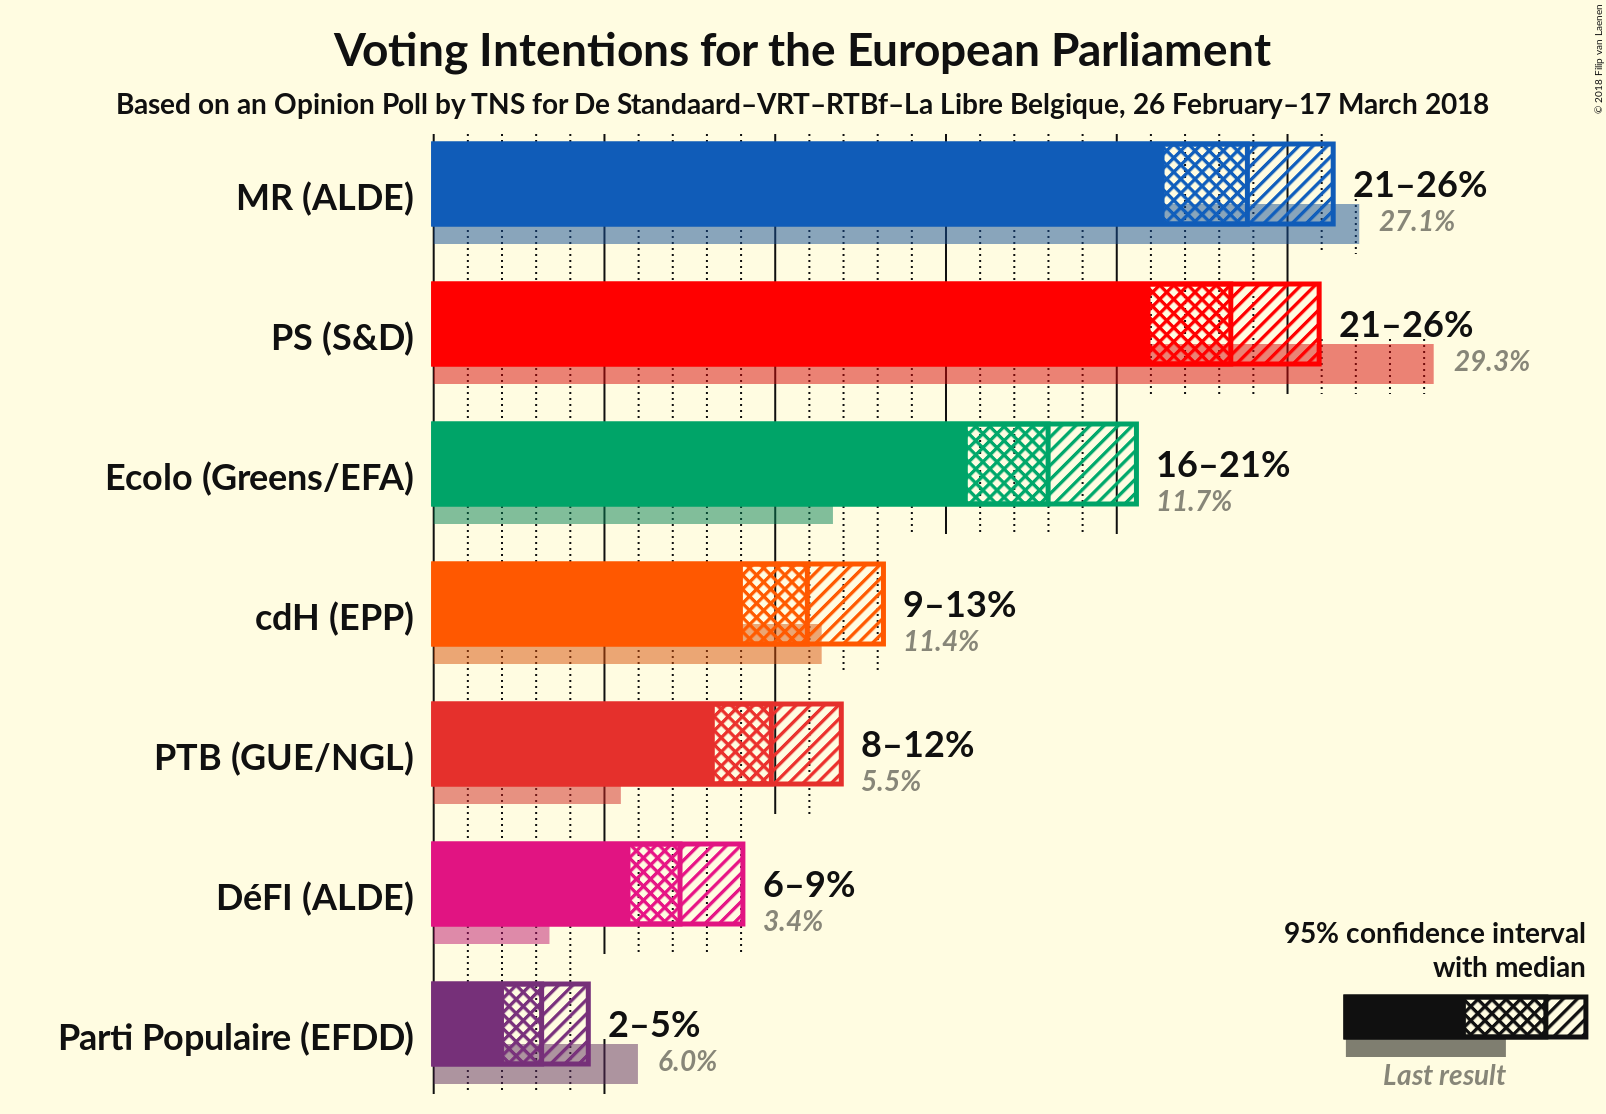 Voting Intentions for the European Parliament
Based on an Opinion Poll by TNS for De Standaard–VRT–RTBf–La Libre Belgique, 26 February–17 March 2018
© 2018 Filip van Laenen
MR (ALDE)
21–26%
27.1%
PS (S&D)
21–26%
29.3%
Ecolo (Greens/EFA)
16–21%
11.7%
cdH (EPP)
9–13%
11.4%
PTB (GUE/NGL)
8–12%
5.5%
DéFI (ALDE)
6–9%
3.4%
Parti Populaire (EFDD)
2–5%
6.0%
95% confidence interval
with median
Last result